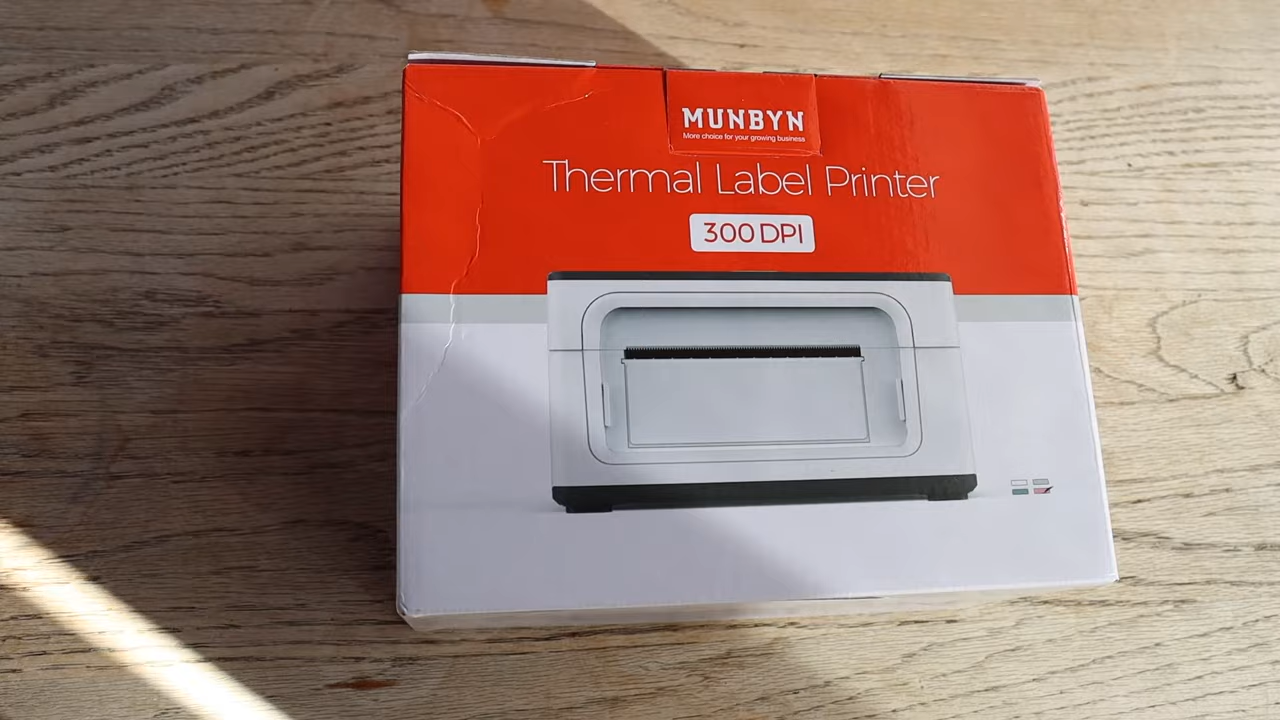 MUNBYN
More choice for your growing business
Thermal Label Printer
300 DPI